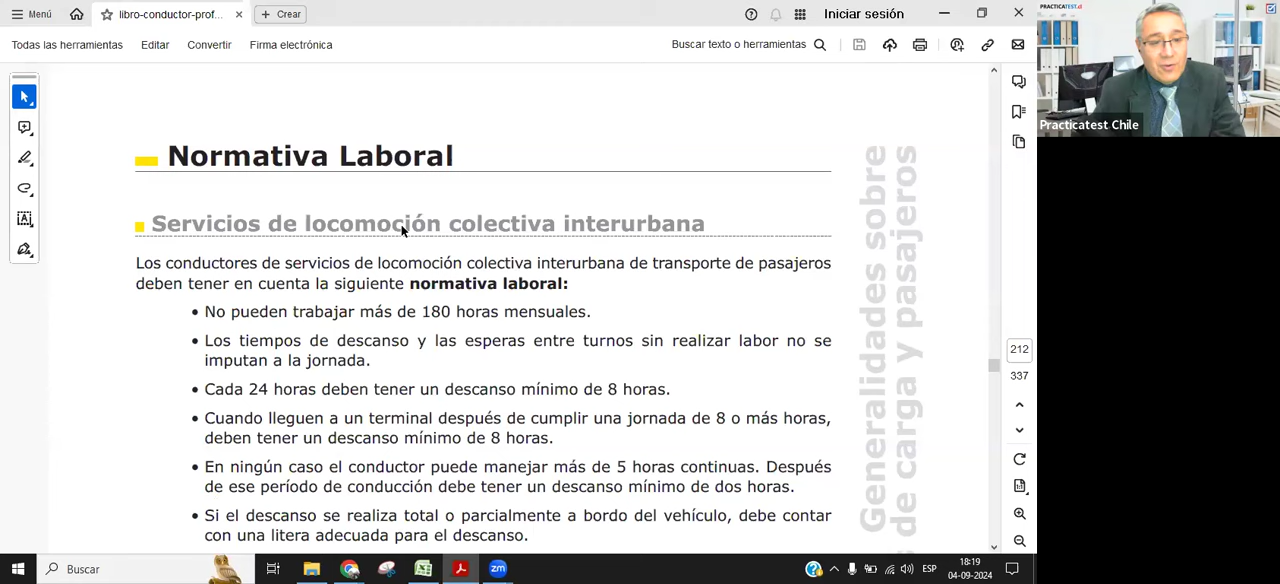 Menú
libro-conductor-prof...
Crear
Iniciar sesión
PRACTICATEST.cl
Todas las herramientas
Editar
Convertir
Firma electrónica
Buscar texto o herramientas
Practicatest Chile
Normativa Laboral
Servicios de locomoción colectiva interurbana
Los conductores de servicios de locomoción colectiva interurbana de transporte de pasajeros
deben tener en cuenta la siguiente normativa laboral:
• No pueden trabajar más de 180 horas mensuales.
• Los tiempos de descanso y las esperas entre turnos sin realizar labor no se
imputan a la jornada.
• Cada 24 horas deben tener un descanso mínimo de 8 horas.
• Cuando lleguen a un terminal después de cumplir una jornada de 8 o más horas,
deben tener un descanso mínimo de 8 horas.
• En ningún caso el conductor puede manejar más de 5 horas continuas. Después
de ese período de conducción debe tener un descanso mínimo de dos horas.
• Si el descanso se realiza total o parcialmente a bordo del vehículo, debe contar
con una litera adecuada para el descanso.
Generalidades sobre
de carga y pasajeros
212
337
Buscar
zm
ESP
18:19
04-09-2024